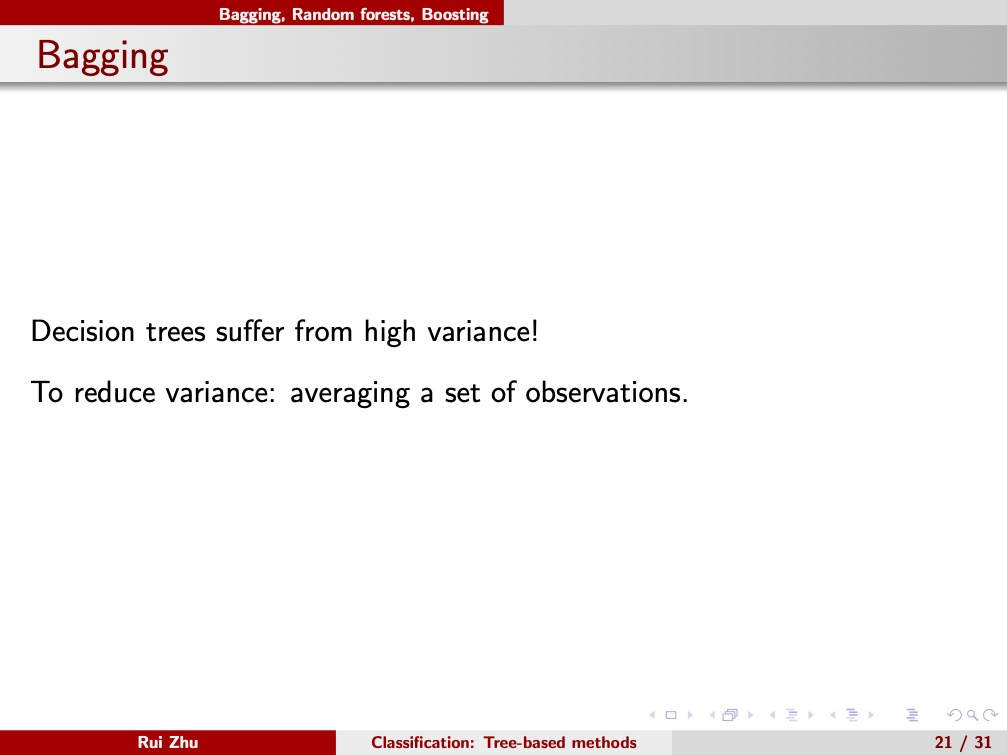 Bagging, Random forests, Boosting
Bagging
Decision trees suffer from high variance!
To reduce variance: averaging a set of observations.
Rui Zhu
Classification: Tree-based methods
21 / 31